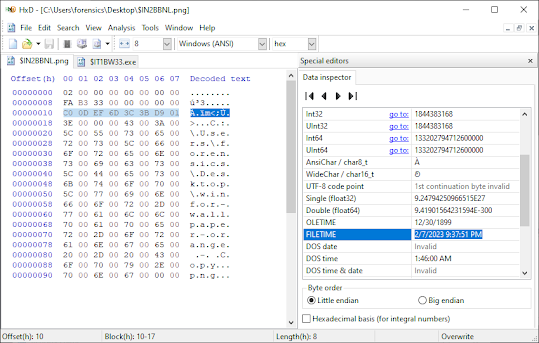 HxD - [C:\Users\forensics\Desktop\$IN2BBNL.png]
File Edit Search View Analysis Tools Window Help
8 Windows (ANSI) hex
$IN2BBNL.png $IT1BW33.exe
Offset(h) 00 01 02 03 04 05 06 07 Decoded text
00000000 02 00 00 00 00 00 00 00 ........
00000008 FA B3 33 00 00 00 00 00 ú³3.....
00000010 C0 0D EF 6D 3C 3B D9 01 À.ïm<;Ù.
00000018 3F 00 00 00 43 00 3A 00 >...C.:.
00000020 5C 00 55 00 73 00 65 00 \.U.s.e.
00000028 72 00 73 00 5C 00 66 00 r.s.\.f.
00000030 6F 00 72 00 65 00 6E 00 o.r.e.n.
00000038 73 00 69 00 63 00 73 00 s.i.c.s.
00000040 5C 00 44 00 65 00 73 00 \.D.e.s.
00000048 6B 00 74 00 6F 00 70 00 k.t.o.p.
00000050 5C 00 77 00 69 00 6E 00 \.w.i.n.
00000058 66 00 6F 00 72 00 2D 00 f.o.r.-.
00000060 77 00 61 00 6C 00 6C 00 w.a.l.l.
00000068 70 00 61 00 70 00 65 00 p.a.p.e.
00000070 72 00 2D 00 6F 00 72 00 r.-.o.r.
00000078 61 00 6E 00 67 00 65 00 a.n.g.e.
00000080 20 00 2D 00 20 00 43 00 .-. .C.
00000088 6F 00 70 00 79 00 2E 00 o.p.y...
00000090 70 00 6E 00 67 00 00 00 p.n.g...
Special editors
Data inspector
Int32 go to: 1844383168
UInt32 go to: 1844383168
Int64 go to: 133202794712600000
UInt64 go to: 133202794712600000
AnsiChar / char8_t À
WideChar / char16_t
UTF-8 code point 1st continuation byte invalid
Single (float32) 9.24794250966515E27
Double (float64) 9.41901564231594E-300
OLETIME 12/30/1899
FILETIME 2/7/2023 9:37:51 PM
DOS date Invalid
DOS time 1:46:00 AM
DOS time & date Invalid
Byte order
Little endian Big endian
Hexadecimal basis (for integral numbers)
Offset(h): 10 Block(h): 10-17 Length(h): 8 Overwrite